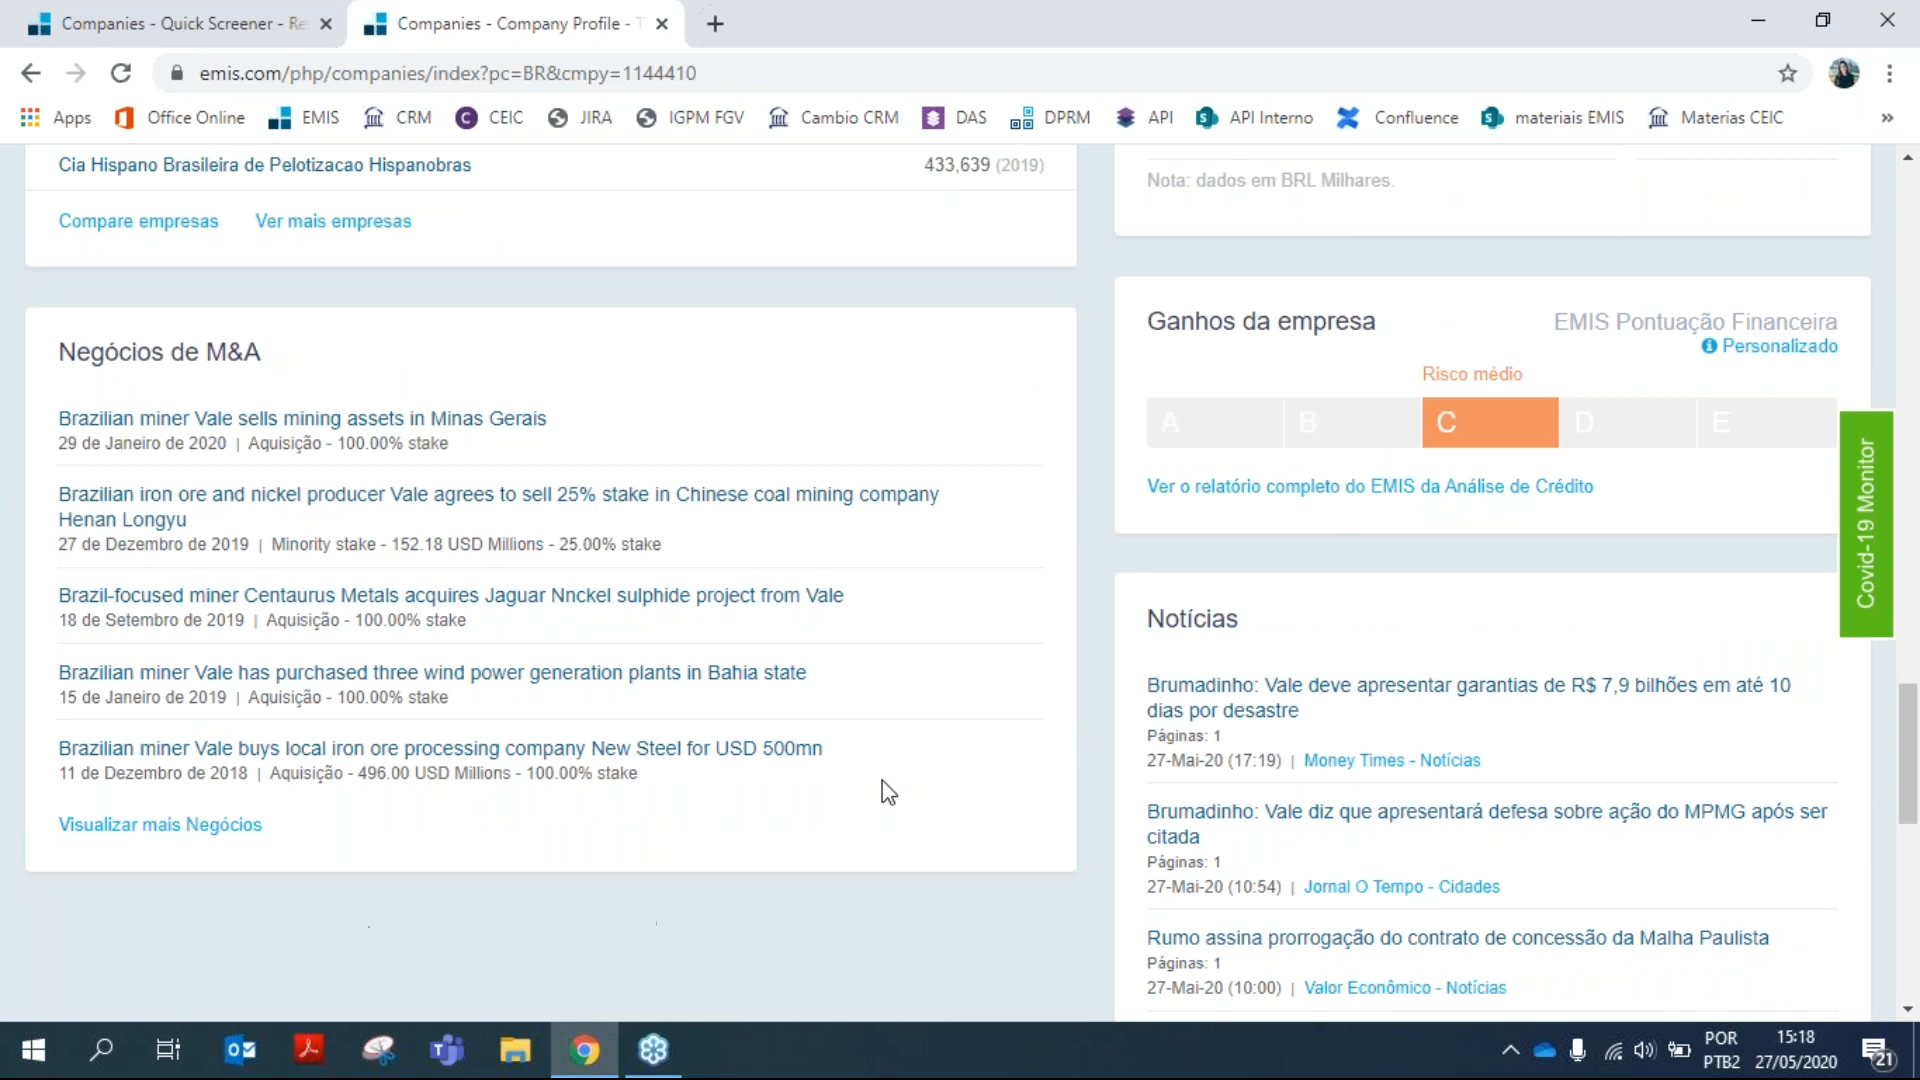 Companies - Quick Screener - Re
Companies - Company Profile - T
emis.com/php/companies/index?pc=BR&cmpy=1144410
Apps
Office Online
EMIS
CRM
CEIC
JIRA
IGPM FGV
Cambio CRM
DAS
DPRM
API
API Interno
Confluence
materiais EMIS
Materias CEIC
»
Cia Hispano Brasileira de Pelotizacao Hispanobras 433,639 (2019)
Compare empresas Ver mais empresas
Negócios de M&A
Brazilian miner Vale sells mining assets in Minas Gerais
29 de Janeiro de 2020 | Aquisição - 100.00% stake
Brazilian iron ore and nickel producer Vale agrees to sell 25% stake in Chinese coal mining company
Henan Longyu
27 de Dezembro de 2019 | Minority stake - 152.18 USD Millions - 25.00% stake
Brazil-focused miner Centaurus Metals acquires Jaguar Nnckel sulphide project from Vale
18 de Setembro de 2019 | Aquisição - 100.00% stake
Brazilian miner Vale has purchased three wind power generation plants in Bahia state
15 de Janeiro de 2019 | Aquisição - 100.00% stake
Brazilian miner Vale buys local iron ore processing company New Steel for USD 500mn
11 de Dezembro de 2018 | Aquisição - 496.00 USD Millions - 100.00% stake
Visualizar mais Negócios
Nota: dados em BRL Milhares.
Ganhos da empresa
EMIS Pontuação Financeira
Personalizado
Risco médio
A B C D E
Ver o relatório completo do EMIS da Análise de Crédito
Covid-19 Monitor
Notícias
Brumadinho: Vale deve apresentar garantias de R$ 7,9 bilhões em até 10
dias por desastre
Páginas: 1
27-Mai-20 (17:19) | Money Times - Notícias
Brumadinho: Vale diz que apresentará defesa sobre ação do MPMG após ser
citada
Páginas: 1
27-Mai-20 (10:54) | Jornal O Tempo - Cidades
Rumo assina prorrogação do contrato de concessão da Malha Paulista
Páginas: 1
27-Mai-20 (10:00) | Valor Econômico - Notícias
POR
PTB2
15:18
27/05/2020
21